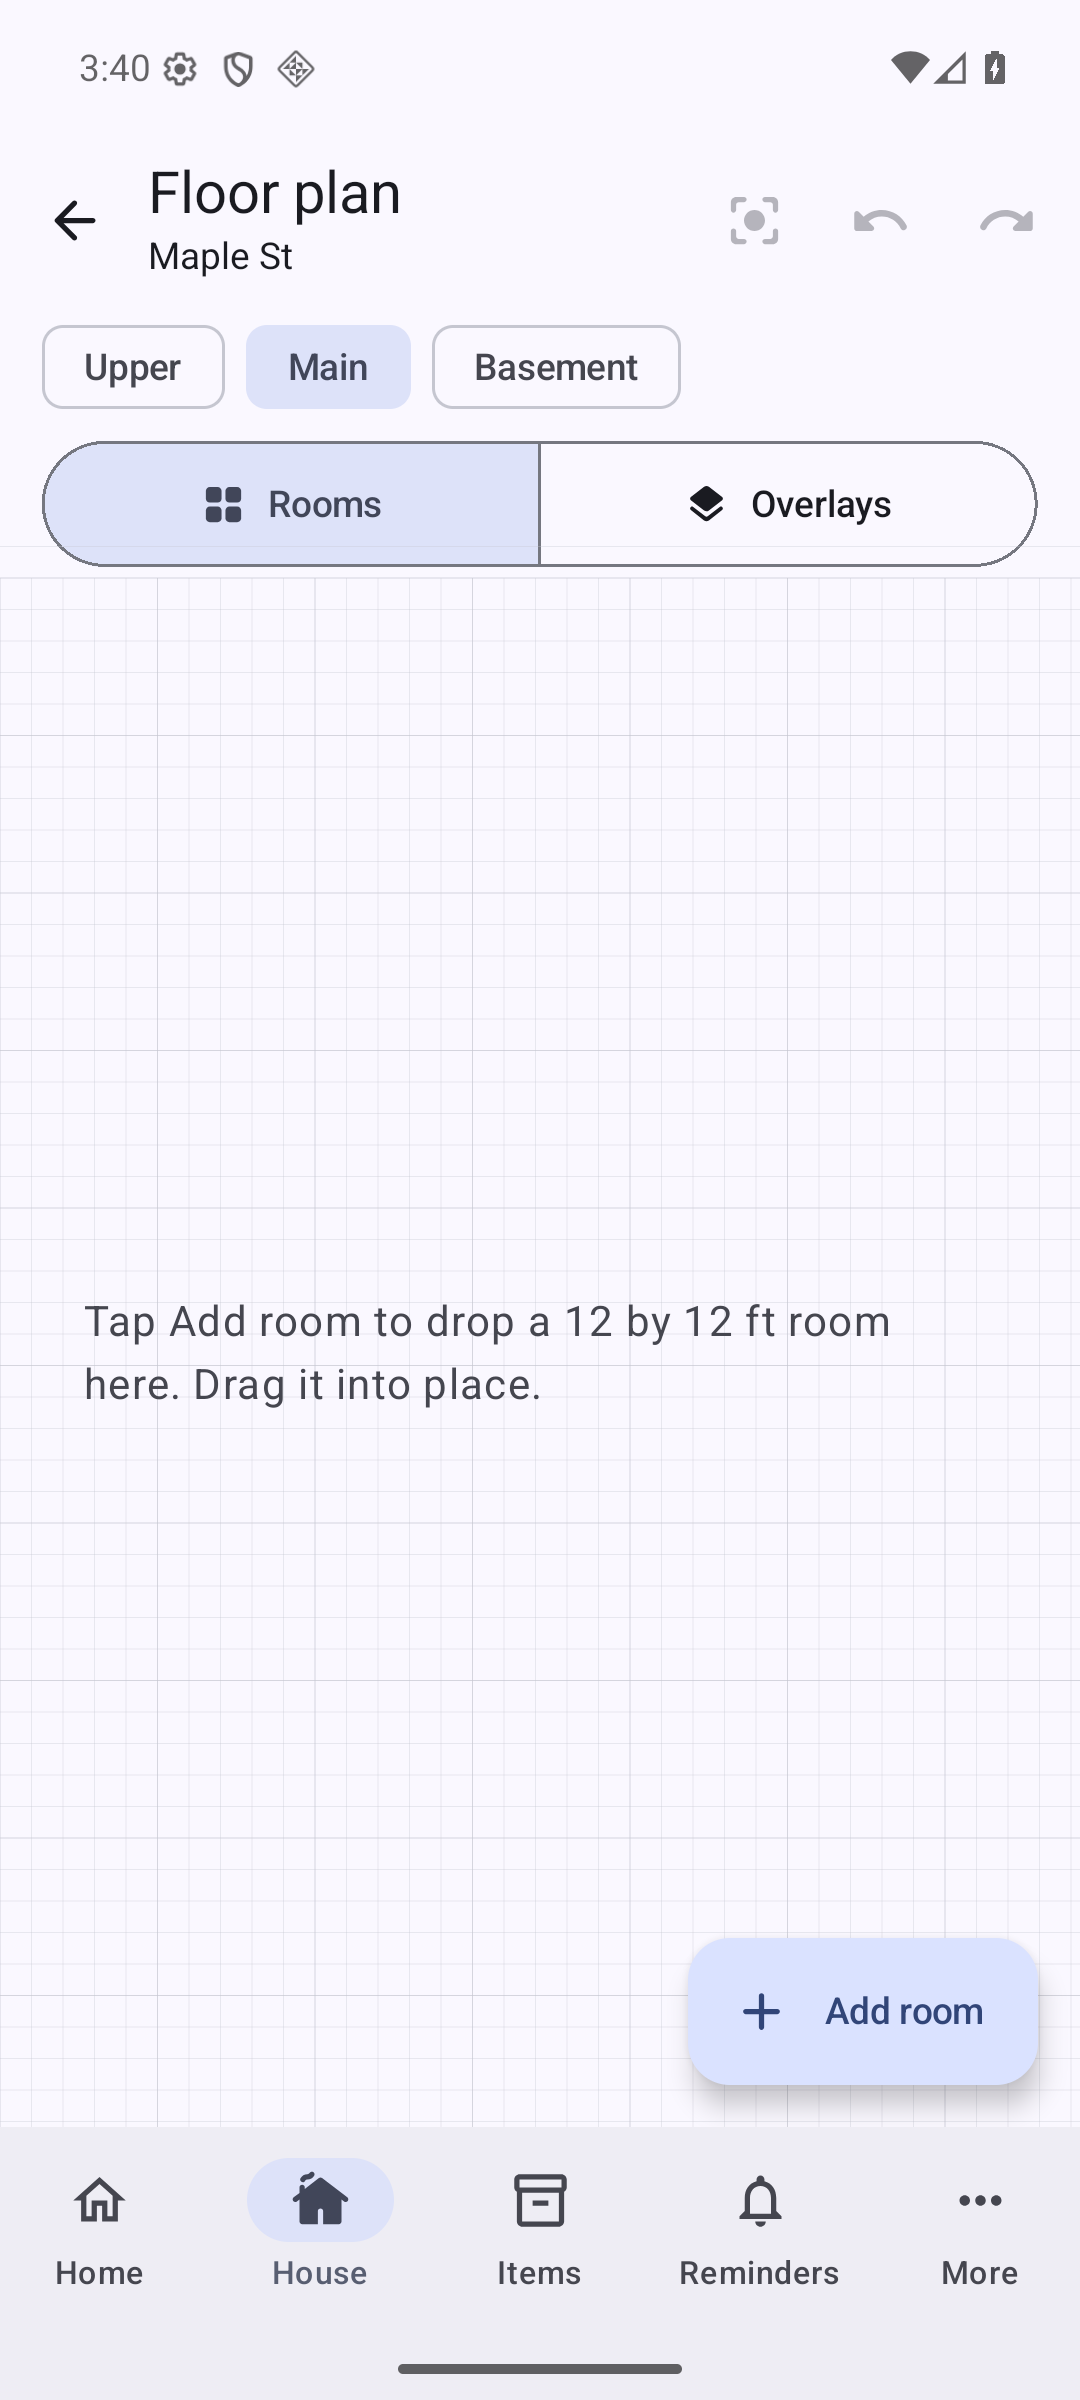 3:40
Floor plan
Maple St
Upper
Main
Basement
Rooms
Overlays
Tap Add room to drop a 12 by 12 ft room
here. Drag it into place.
Add room
Home
House
Items
Reminders
More